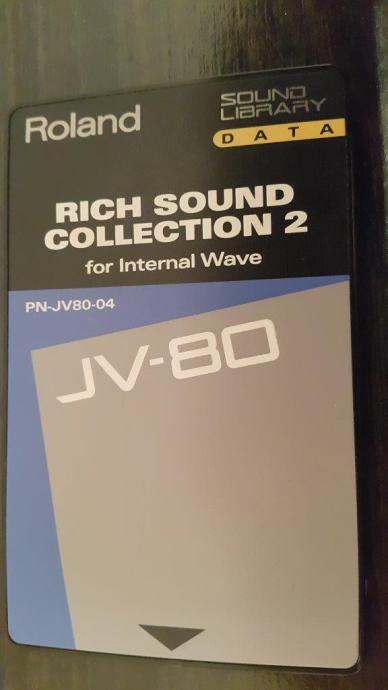 Roland
SOUND
LIBRARY
DATA
RICH SOUND
COLLECTION 2
for Internal Wave
PN-JV80-04
JV-80